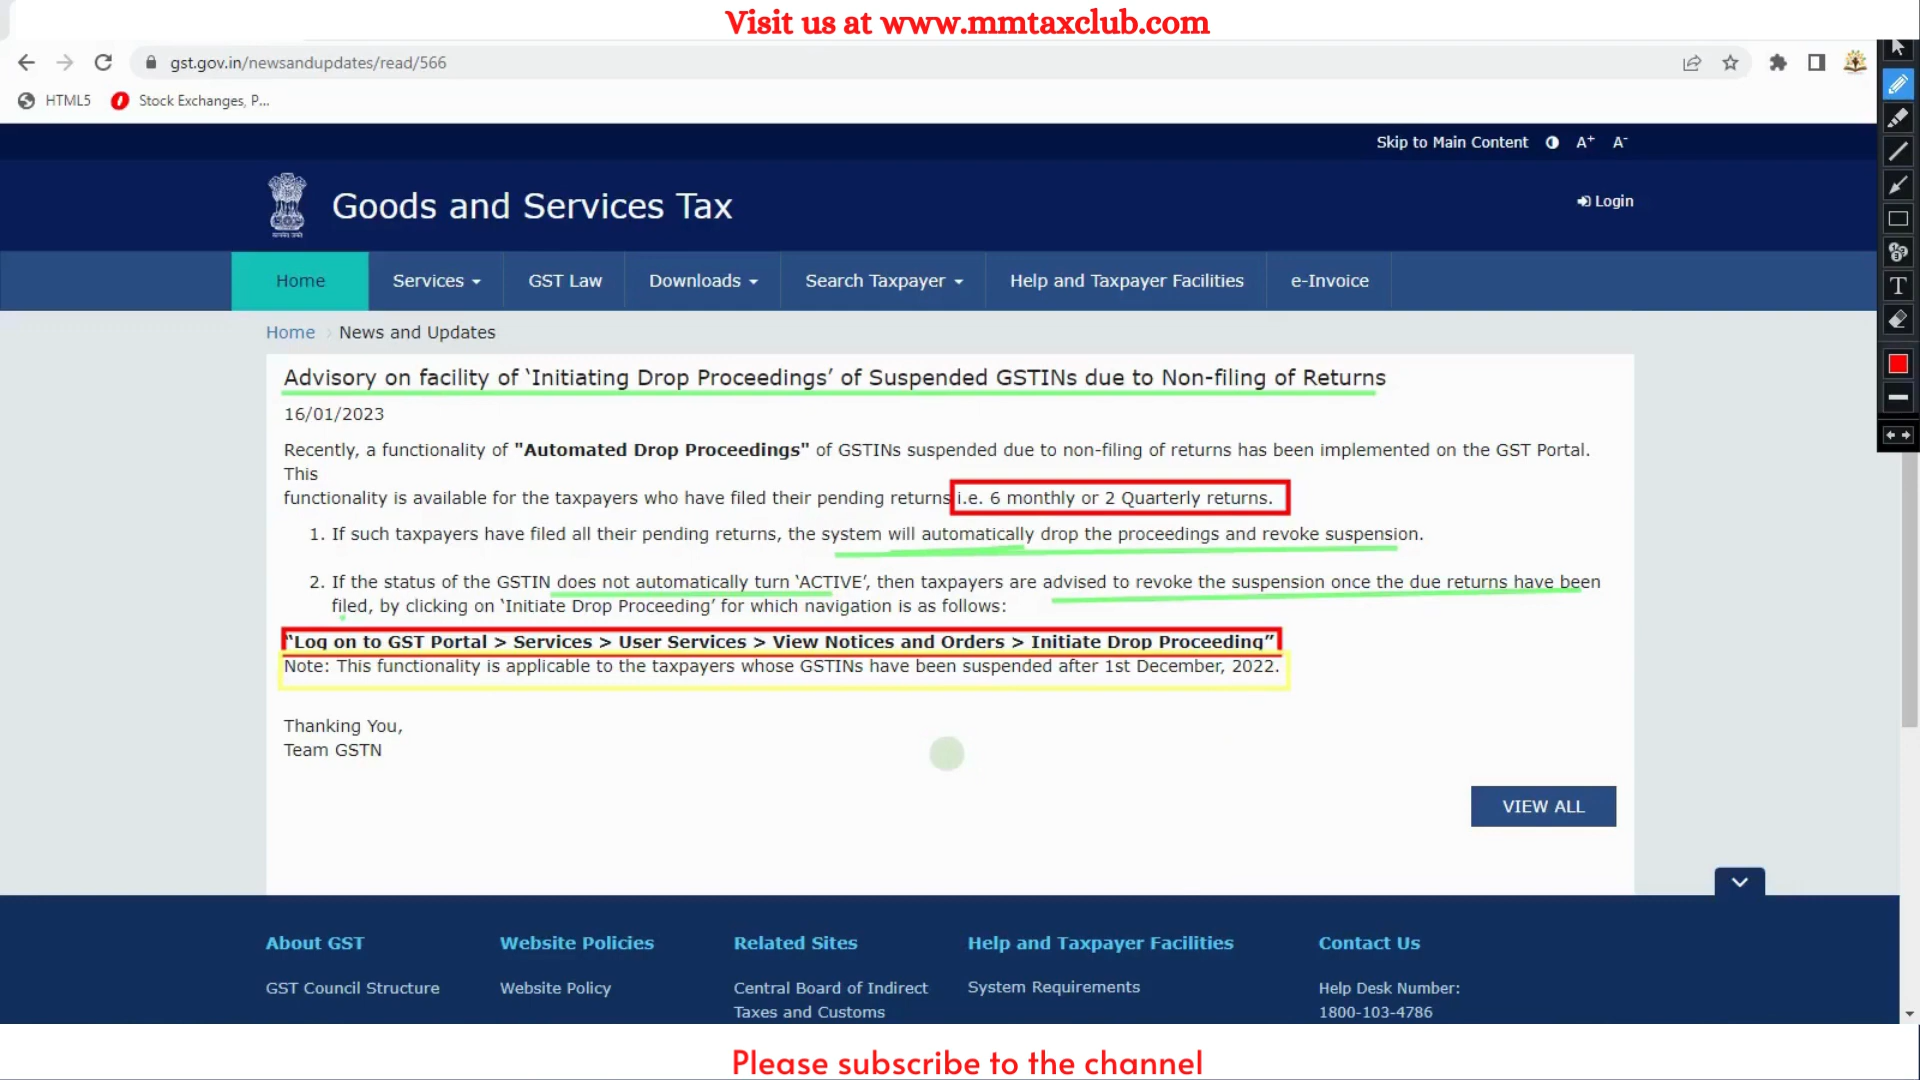 Visit us at www.mmtaxclub.com
gst.gov.in/newsandupdates/read/566
HTML5 Stock Exchanges, P...
Skip to Main Content A+ A-
Goods and Services Tax
Login
Home Services GST Law Downloads Search Taxpayer Help and Taxpayer Facilities e-Invoice
Home › News and Updates
Advisory on facility of ‘Initiating Drop Proceedings’ of Suspended GSTINs due to Non-filing of Returns
16/01/2023
Recently, a functionality of "Automated Drop Proceedings" of GSTINs suspended due to non-filing of returns has been implemented on the GST Portal.
This
functionality is available for the taxpayers who have filed their pending returns i.e. 6 monthly or 2 Quarterly returns.
1. If such taxpayers have filed all their pending returns, the system will automatically drop the proceedings and revoke suspension.
2. If the status of the GSTIN does not automatically turn ‘ACTIVE’, then taxpayers are advised to revoke the suspension once the due returns have been
filed, by clicking on ‘Initiate Drop Proceeding’ for which navigation is as follows:
“Log on to GST Portal > Services > User Services > View Notices and Orders > Initiate Drop Proceeding”
Note: This functionality is applicable to the taxpayers whose GSTINs have been suspended after 1st December, 2022.
Thanking You,
Team GSTN
VIEW ALL
About GST Website Policies Related Sites Help and Taxpayer Facilities Contact Us
GST Council Structure Website Policy Central Board of Indirect System Requirements Help Desk Number:
Taxes and Customs 1800-103-4786
Please subscribe to the channel